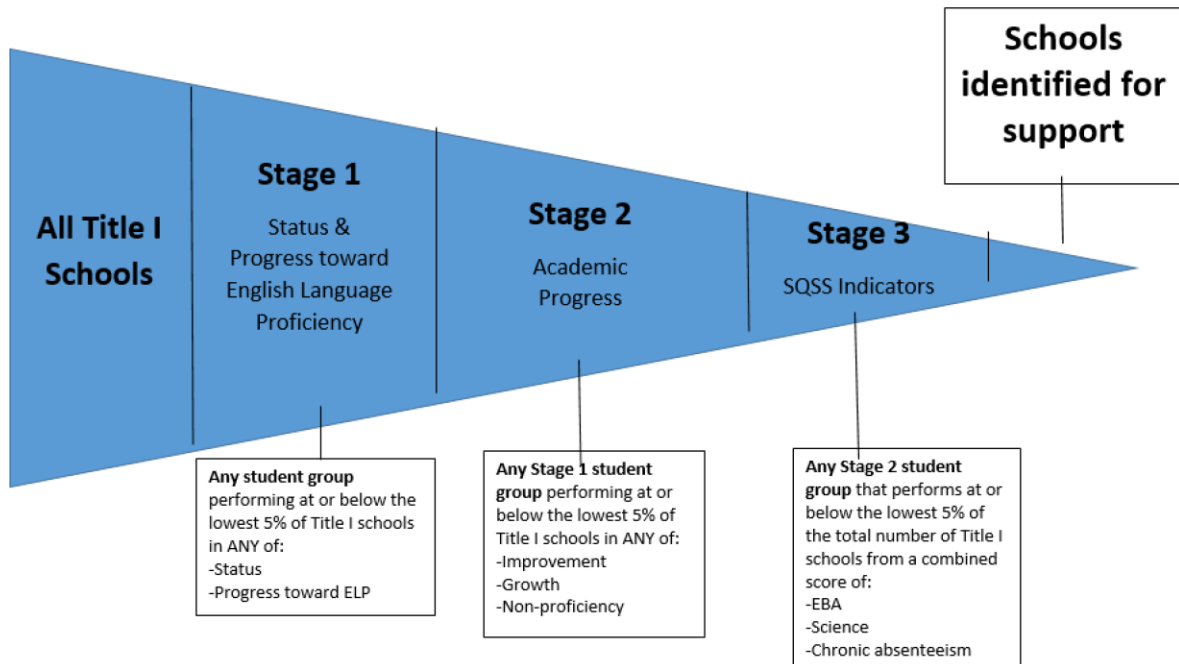 All Title I
Schools
Stage 1
Status &
Progress toward
English Language
Proficiency
Stage 2
Academic
Progress
Stage 3
SQSS Indicators
Schools
identified for
support
Any student group
performing at or below the
lowest 5% of Title I schools
in ANY of:
-Status
-Progress toward ELP
Any Stage 1 student
group performing at or
below the lowest 5% of
Title I schools in ANY of:
-Improvement
-Growth
-Non-proficiency
Any Stage 2 student
group that performs at or
below the lowest 5% of
the total number of Title I
schools from a combined
score of:
-EBA
-Science
-Chronic absenteeism